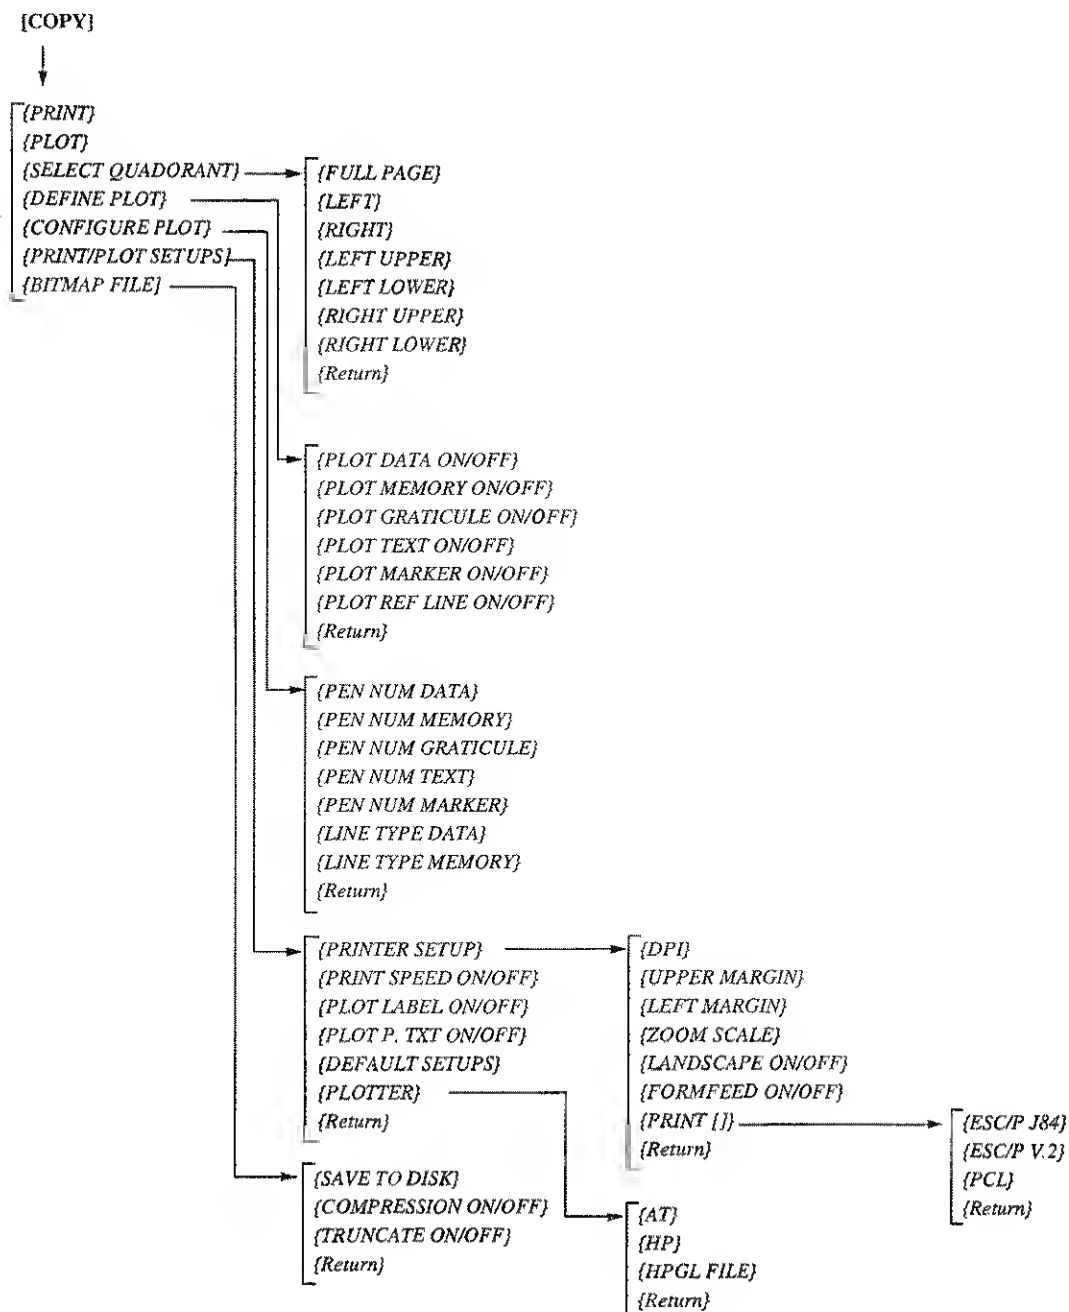 [COPY]
{PRINT}
{PLOT}
{SELECT QUADORANT}
{DEFINE PLOT}
{CONFIGURE PLOT}
{PRINT/PLOT SETUPS}
{BITMAP FILE]
{FULL PAGE}
{LEFT}
{RIGHT}
{LEFT UPPER}
{LEFT LOWER}
{RIGHT UPPER}
{RIGHT LOWER}
{Return}
{PLOT DATA ON/OFF}
{PLOT MEMORY ON/OFF}
{PLOT GRATICULE ON/OFF}
{PLOT TEXT ON/OFF}
{PLOT MARKER ON/OFF}
{PLOT REF LINE ON/OFF}
{Return}
{PEN NUM DATA}
{PEN NUM MEMORY}
{PEN NUM GRATICULE}
{PEN NUM TEXT}
{PEN NUM MARKER}
{LINE TYPE DATA}
{LINE TYPE MEMORY}
{Return}
{PRINTER SETUP}
{PRINT SPEED ON/OFF}
{PLOT LABEL ON/OFF}
{PLOT P. TXT ON/OFF}
{DEFAULT SETUPS}
{PLOTTER}
{Return}
{DPI}
{UPPER MARGIN}
{LEFT MARGIN}
{ZOOM SCALE}
{LANDSCAPE ON/OFF}
{FORMFEED ON/OFF}
{PRINT []}
{Return}
{ESC/P J84}
{ESC/P V.2}
{PCL}
{Return}
{SAVE TO DISK}
{COMPRESSION ON/OFF}
{TRUNCATE ON/OFF}
{Return}
{AT}
{HP}
{HPGL FILE}
{Return}